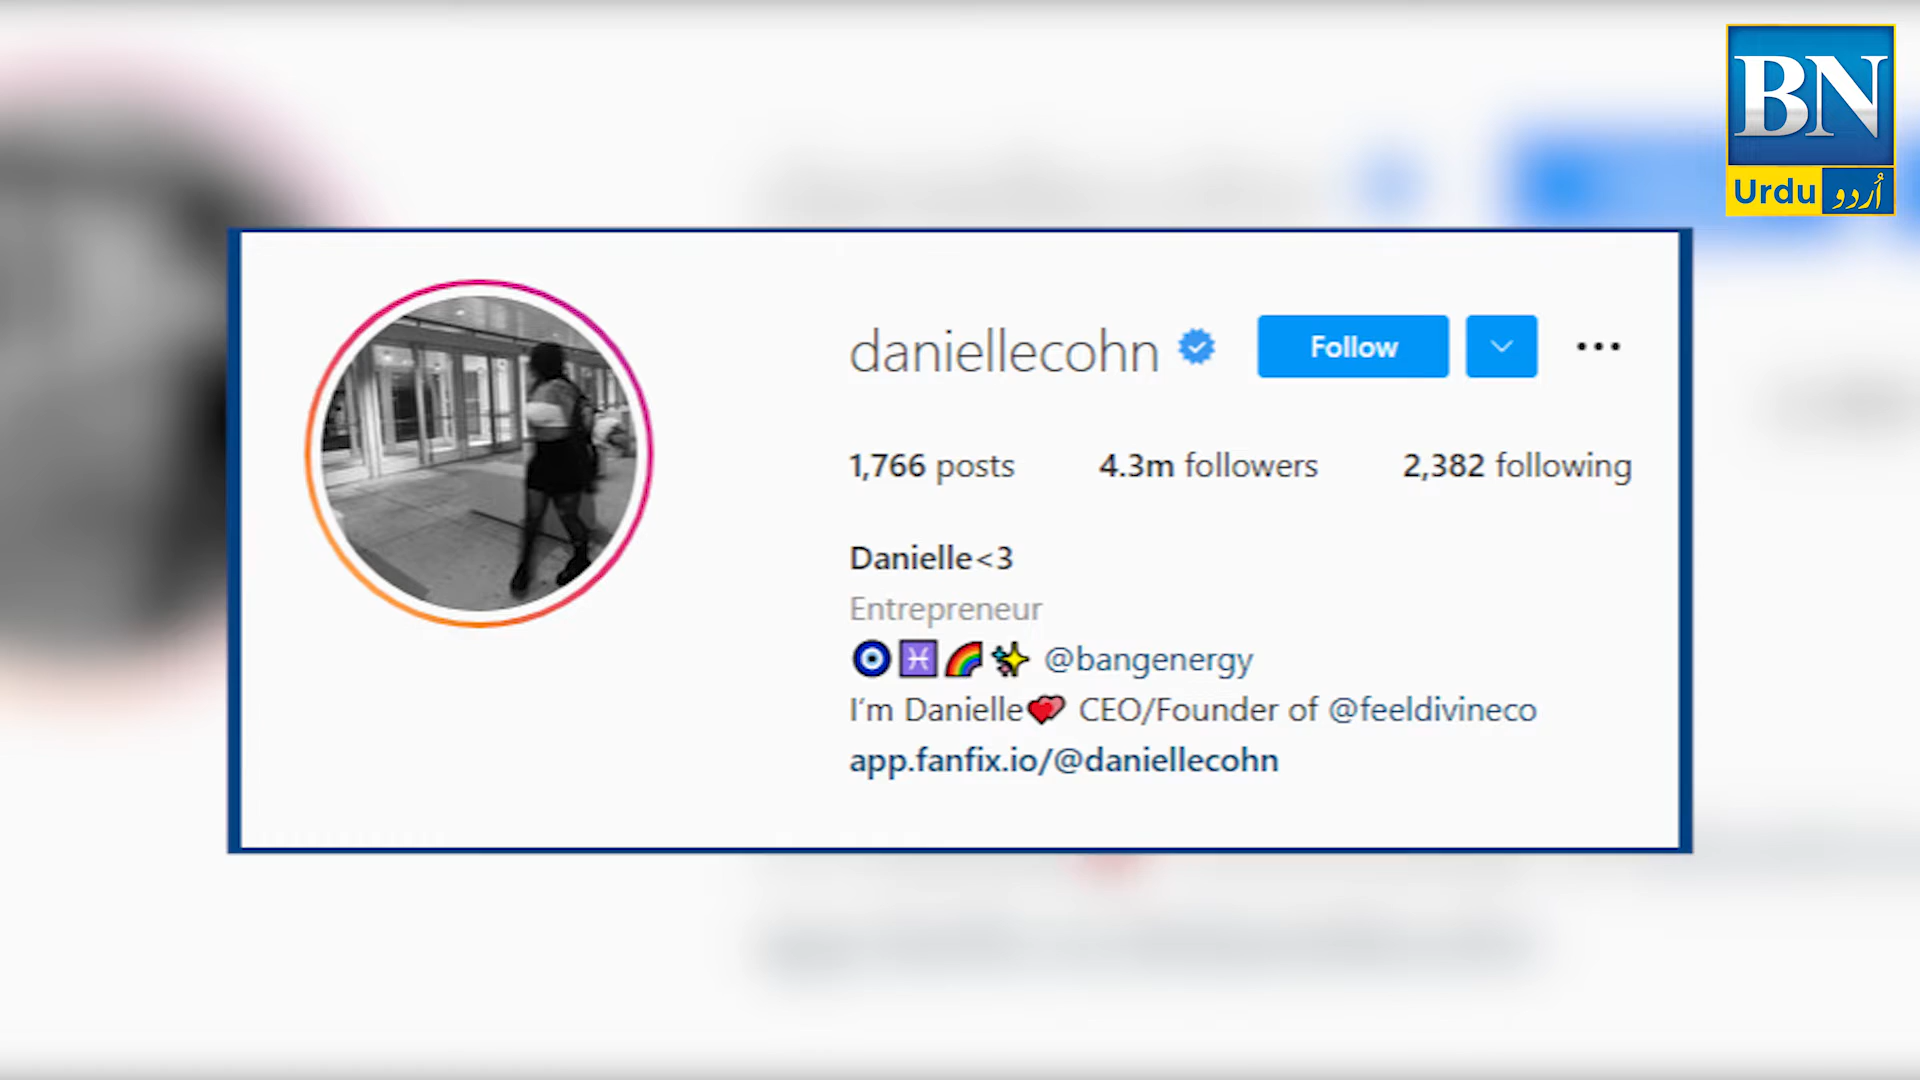 BN
Urdu اُردو
daniellecohn Follow
1,766 posts 4.3m followers 2,382 following
Danielle<3
Entrepreneur
🧿♓🌈✨ @bangenergy
I'm Danielle💕 CEO/Founder of @feeldivineco
app.fanfix.io/@daniellecohn